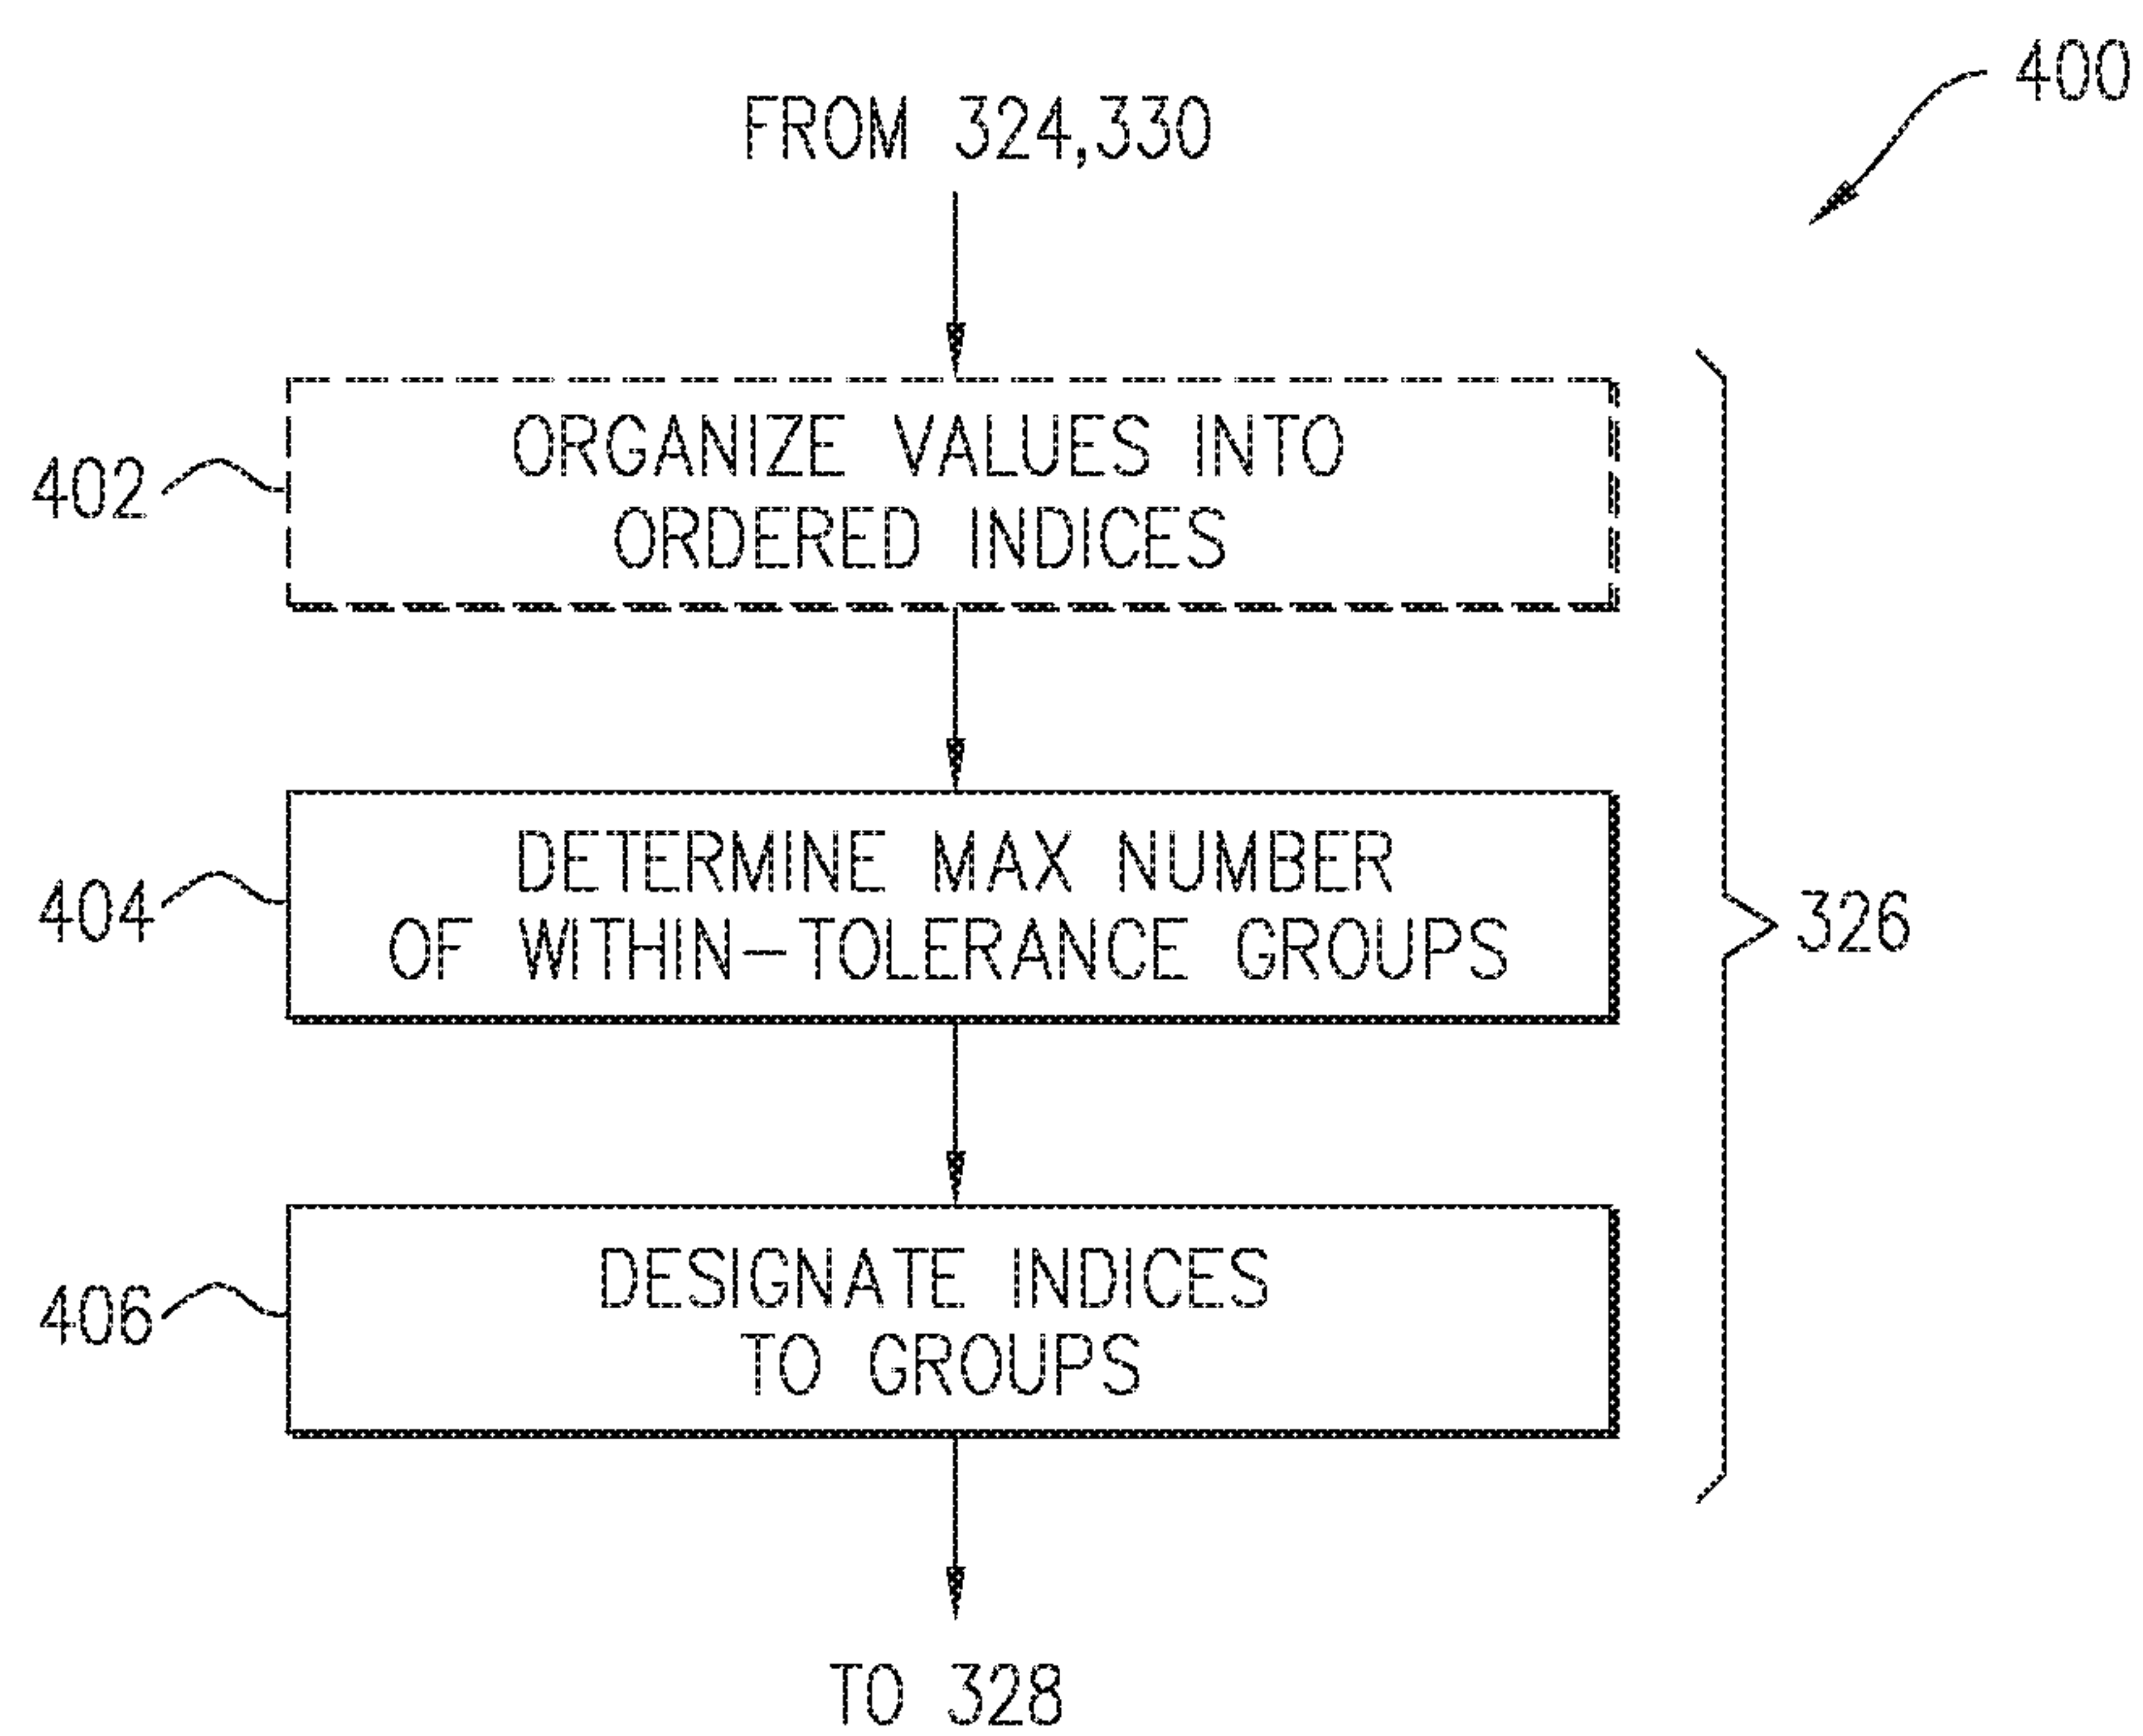 400
FROM 324,330
402
ORGANIZE VALUES INTO
ORDERED INDICES
404
DETERMINE MAX NUMBER
OF WITHIN-TOLERANCE GROUPS
326
406
DESIGNATE INDICES
TO GROUPS
TO 328